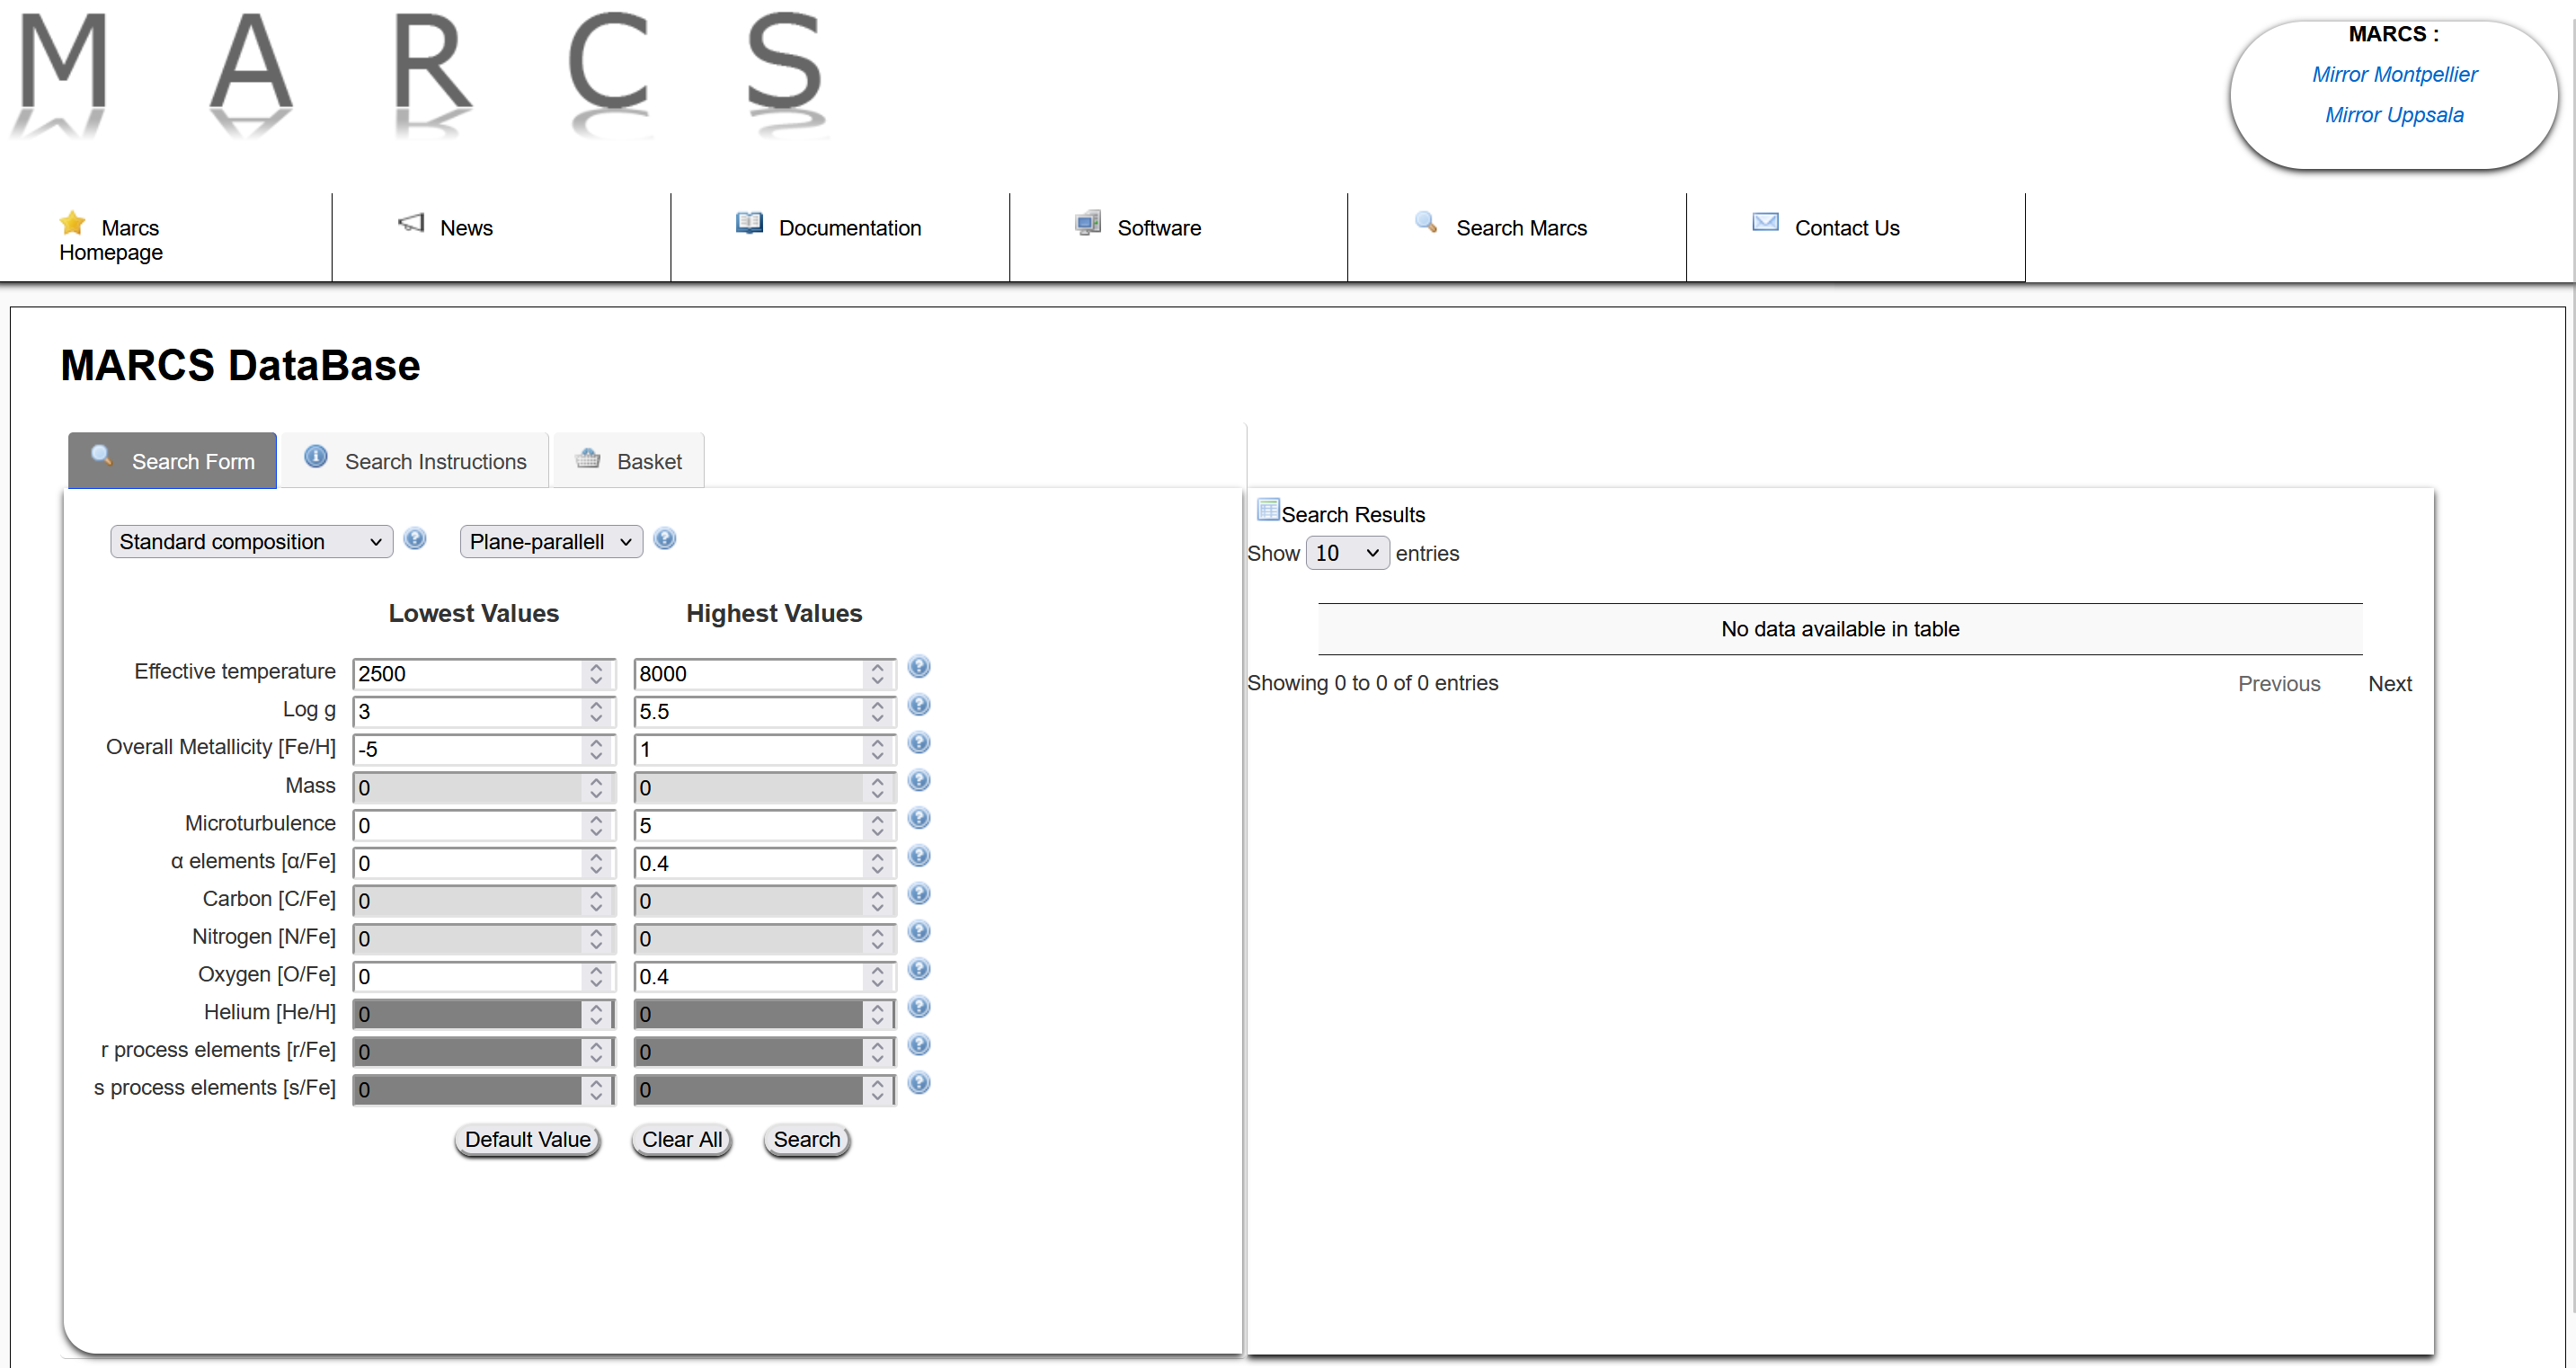 M A R C S
MARCS :
Mirror Montpellier
Mirror Uppsala
Marcs
Homepage
News
Documentation
Software
Search Marcs
Contact Us
MARCS DataBase
Search Form
Search Instructions
Basket
Standard composition
Plane-parallell
Lowest Values Highest Values
Effective temperature 2500 8000
Log g 3 5.5
Overall Metallicity [Fe/H] -5 1
Mass 0 0
Microturbulence 0 5
α elements [α/Fe] 0 0.4
Carbon [C/Fe] 0 0
Nitrogen [N/Fe] 0 0
Oxygen [O/Fe] 0 0.4
Helium [He/H] 0 0
r process elements [r/Fe] 0 0
s process elements [s/Fe] 0 0
Default Value Clear All Search
Search Results
Show 10 entries
No data available in table
Showing 0 to 0 of 0 entries
Previous Next